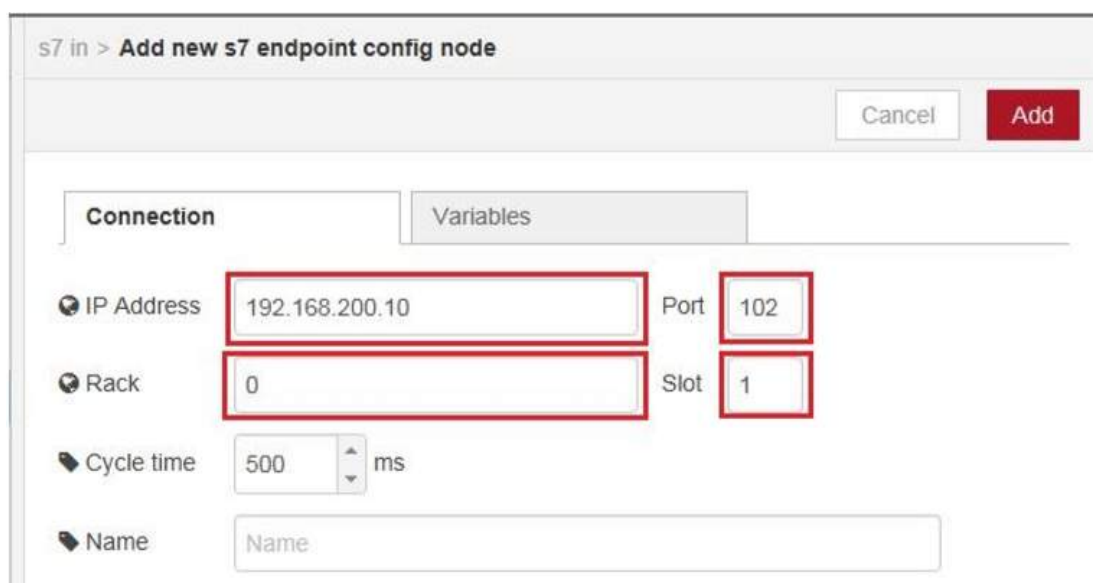 s7 in > Add new s7 endpoint config node
Cancel Add
Connection Variables
IP Address 192.168.200.10 Port 102
Rack 0 Slot 1
Cycle time 500 ms
Name Name